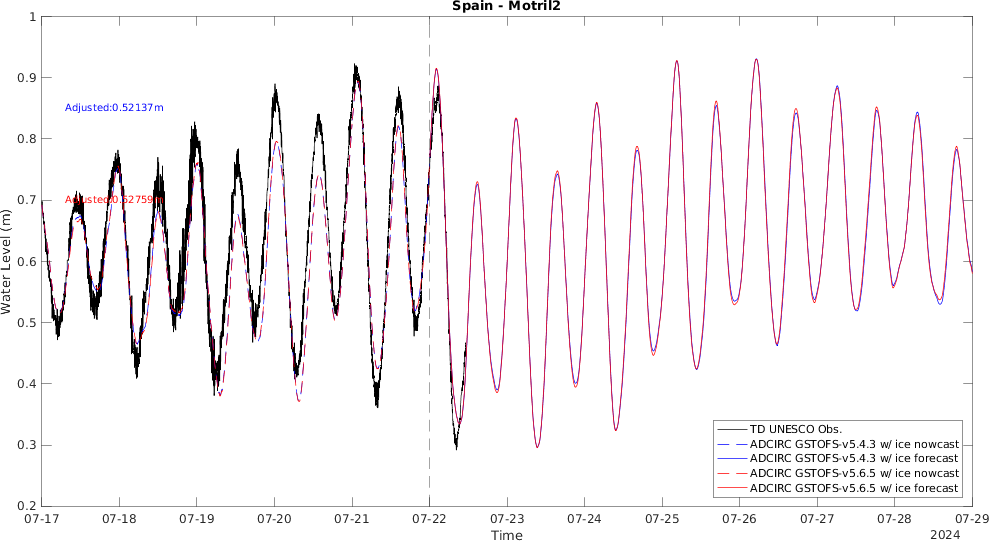 Spain - Motril2
1
0.9
0.8
0.7
0.6
0.5
0.4
0.3
0.2
Water Level (m)
Adjusted:0.52137m
Adjusted:0.52759m
TD UNESCO Obs.
ADCIRC GSTOFS-v5.4.3 w/ ice nowcast
ADCIRC GSTOFS-v5.4.3 w/ ice forecast
ADCIRC GSTOFS-v5.6.5 w/ ice nowcast
ADCIRC GSTOFS-v5.6.5 w/ ice forecast
07-17 07-18 07-19 07-20 07-21 07-22 07-23 07-24 07-25 07-26 07-27 07-28 07-29
Time
2024